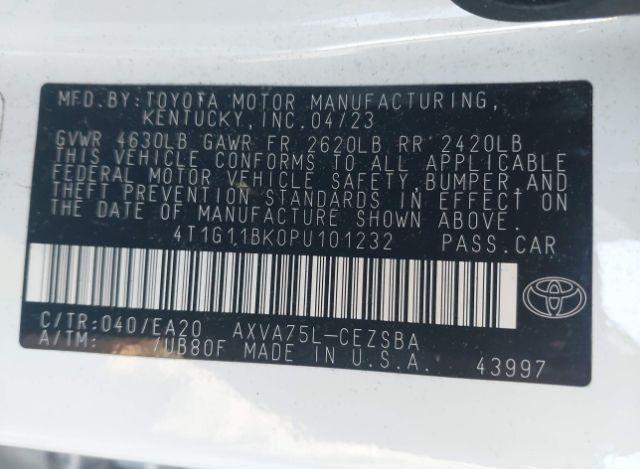 MFD.BY:TOYOTA MOTOR MANUFACTURING,
KENTUCKY,INC.04/23
GVWR 4630LB GAWR FR 2620LB RR 2420LB
THIS VEHICLE CONFORMS TO ALL APPLICABLE
FEDERAL MOTOR VEHICLE SAFETY,BUMPER,AND
THEFT PREVENTION STANDARDS IN EFFECT ON
THE DATE OF MANUFACTURE SHOWN ABOVE.
4T1G11BK0PU101232 PASS.CAR
C/TR:040/EA20 AXVA75L-CEZSBA
A/TM: /UB80F MADE IN U.S.A. 43997